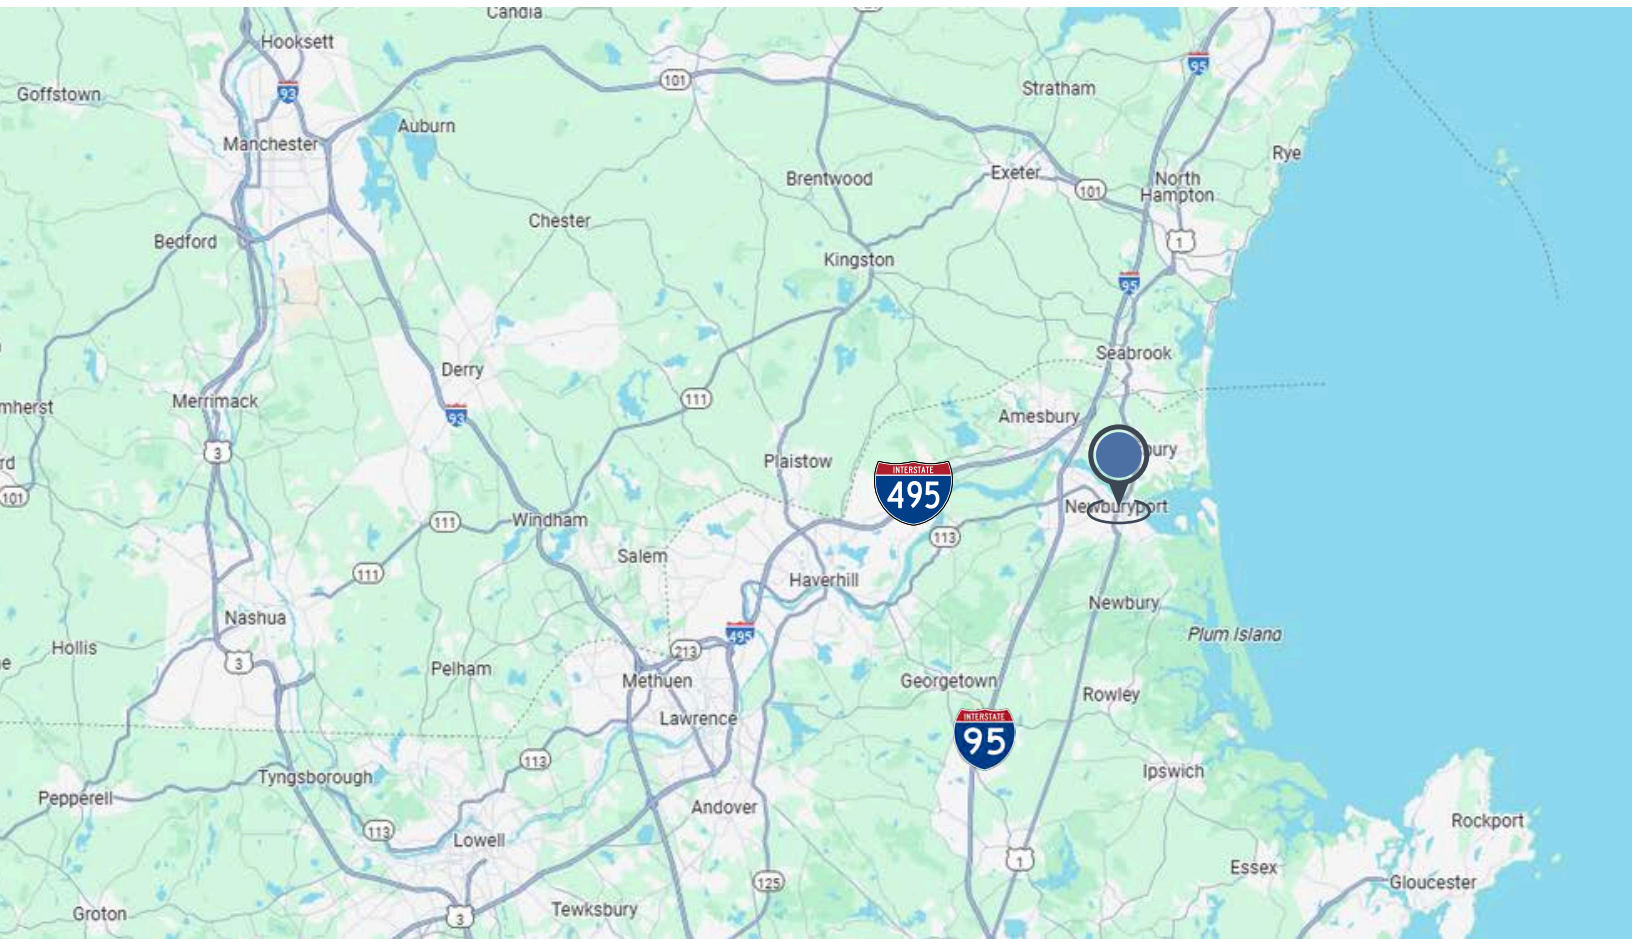 Candia
Hooksett
93
95
101
Goffstown
Stratham
Auburn
Manchester
Rye
Brentwood
Exeter
101
North
Hampton
Chester
Bedford
1
Kingston
95
Seabrook
Derry
111
Merrimack
mherst
93
Amesbury
3
bury
Plaistow
rd
INTERSTATE
495
101
Newburyport
111
Windham
113
Salem
111
Haverhill
Nashua
Newbury
Plum Island
495
Hollis
213
3
Pelham
Methuen
Georgetown
Rowley
Lawrence
INTERSTATE
95
113
Tyngsborough
Ipswich
Pepperell
Andover
Rockport
113
Lowell
1
Essex
125
Gloucester
Groton
3
Tewksbury